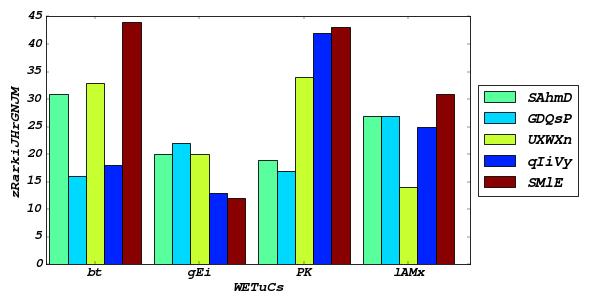 45
40
35
30
25
20
15
10
5
0
zRarkiJHrGNJM
bt gEi PK lAMx
WETuCs
SAhmD
GDQsP
UXWXn
qIiVy
SMlE